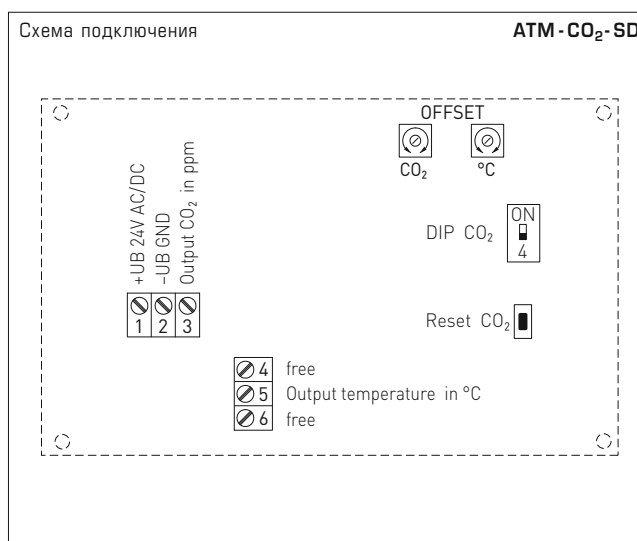 Схема подключения
ATM-CO₂-SD
OFFSET
CO₂
°C
+UB 24V AC/DC
-UB GND
Output CO₂ in ppm
1 2 3
DIP CO₂
ON
4
Reset CO₂
4 free
5 Output temperature in °C
6 free